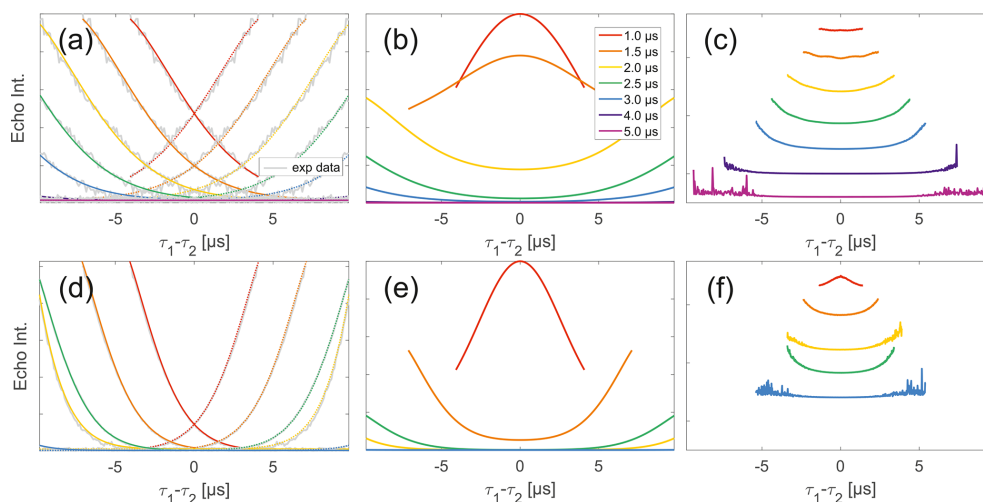 (a)
(b)
(c)
1.0 µs
1.5 µs
2.0 µs
2.5 µs
3.0 µs
4.0 µs
5.0 µs
exp data
Echo Int.
-5 0 5
-5 0 5
-5 0 5
τ1-τ2 [µs]
τ1-τ2 [µs]
τ1-τ2 [µs]
(d)
(e)
(f)
Echo Int.
-5 0 5
-5 0 5
-5 0 5
τ1-τ2 [µs]
τ1-τ2 [µs]
τ1-τ2 [µs]